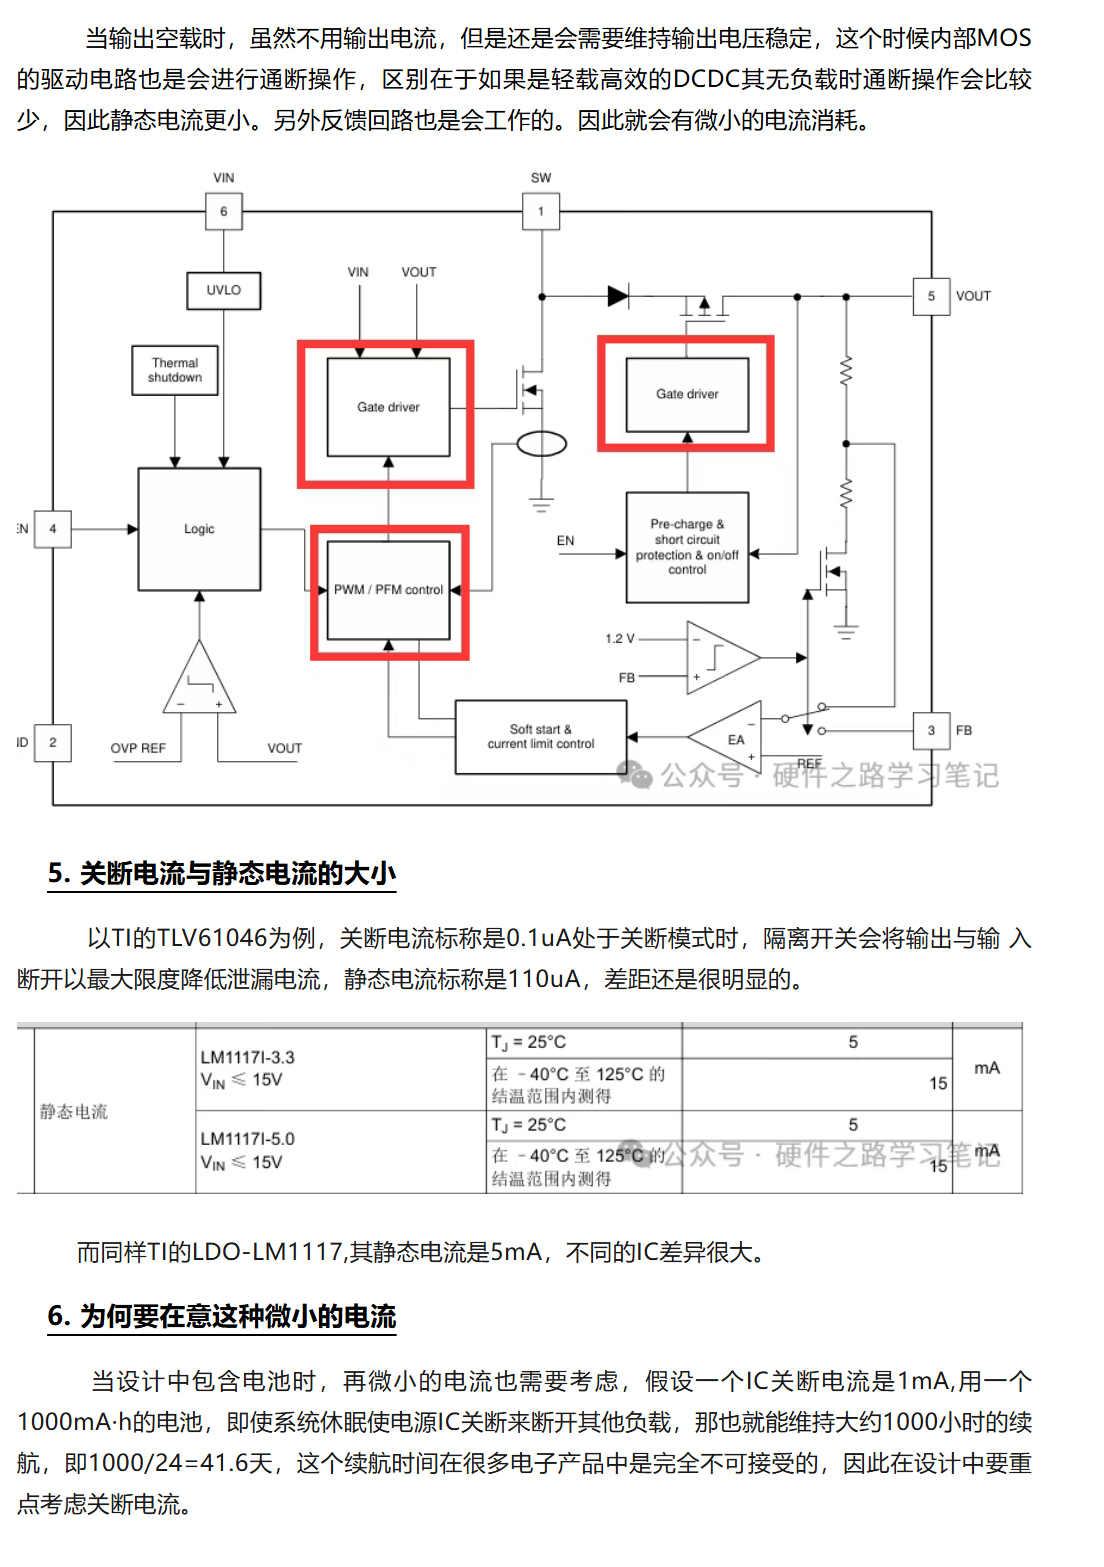 当输出空载时，虽然不用输出电流，但是还是会需要维持输出电压稳定，这个时候内部MOS
的驱动电路也是会进行通断操作，区别在于如果是轻载高效的DCDC其无负载时通断操作会比较
少，因此静态电流更小。另外反馈回路也是会工作的。因此就会有微小的电流消耗。
VIN
SW
6
1
VIN
VOUT
UVLO
5
VOUT
Thermal
shutdown
Gate driver
Gate driver
EN
4
Logic
Pre-charge &
short circuit
protection & on/off
control
EN
PWM / PFM control
1.2 V
−
FB
+
− +
OVP REF
VOUT
ND
2
Soft start &
current limit control
EA
−
+
REF
3
FB
公众号 · 硬件之路学习笔记
5. 关断电流与静态电流的大小
以TI的TLV61046为例，关断电流标称是0.1uA处于关断模式时，隔离开关会将输出与输 入
断开以最大限度降低泄漏电流，静态电流标称是110uA，差距还是很明显的。
静态电流
LM1117I-3.3
VIN ≤ 15V
TJ = 25°C
5
mA
在 －40°C 至 125°C 的
结温范围内测得
15
LM1117I-5.0
VIN ≤ 15V
TJ = 25°C
5
mA
在 －40°C 至 125°C 的
结温范围内测得
15
公众号 · 硬件之路学习笔记
而同样TI的LDO-LM1117,其静态电流是5mA，不同的IC差异很大。
6. 为何要在意这种微小的电流
当设计中包含电池时，再微小的电流也需要考虑，假设一个IC关断电流是1mA,用一个
1000mA·h的电池，即使系统休眠使电源IC关断来断开其他负载，那也就能维持大约1000小时的续
航，即1000/24=41.6天，这个续航时间在很多电子产品中是完全不可接受的，因此在设计中要重
点考虑关断电流。